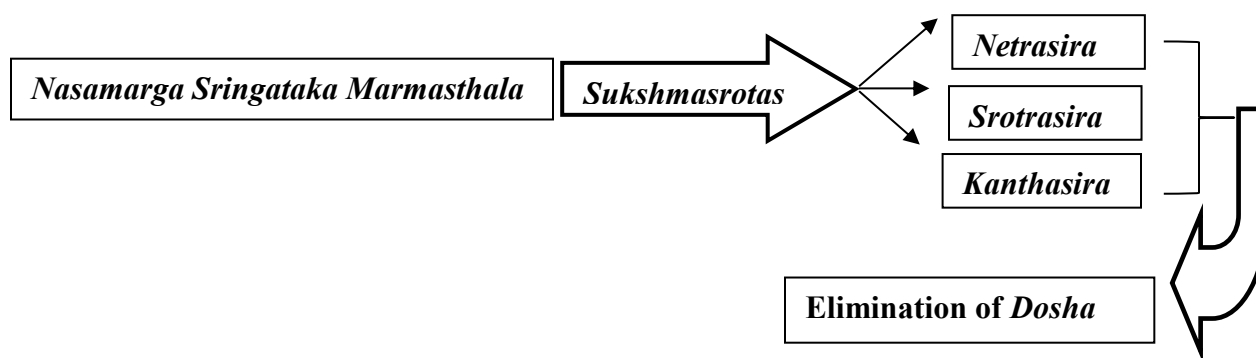 Nasamarga Sringataka Marmasthala
Sukshmasrotas
Netrasira
Srotrasira
Kanthasira
Elimination of Dosha